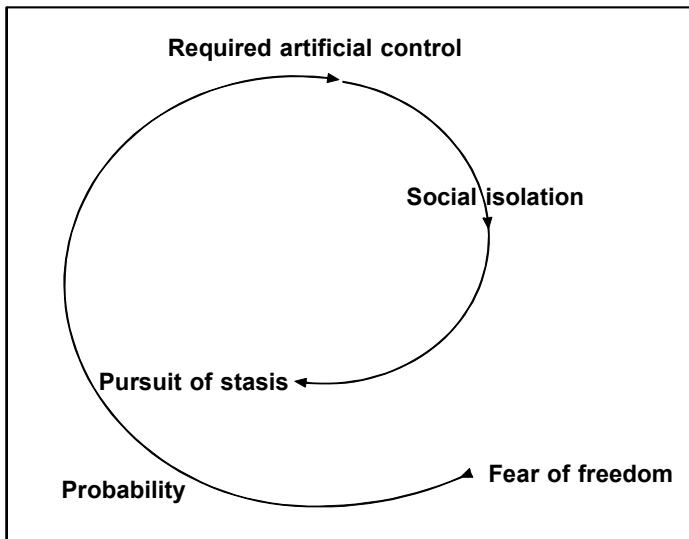 Required artificial control
Social isolation
Pursuit of stasis
Fear of freedom
Probability